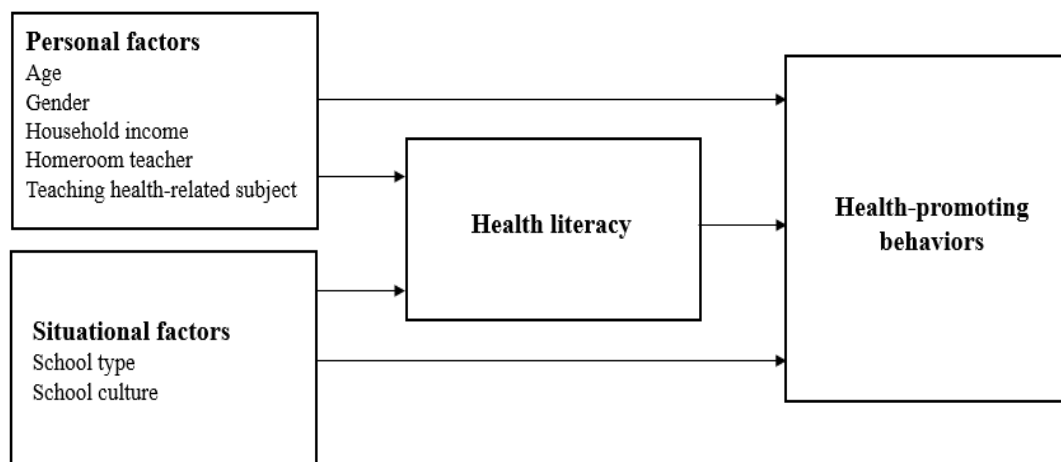 Personal factors
Age
Gender
Household income
Homeroom teacher
Teaching health-related subject
Situational factors
School type
School culture
Health literacy
Health-promoting
behaviors